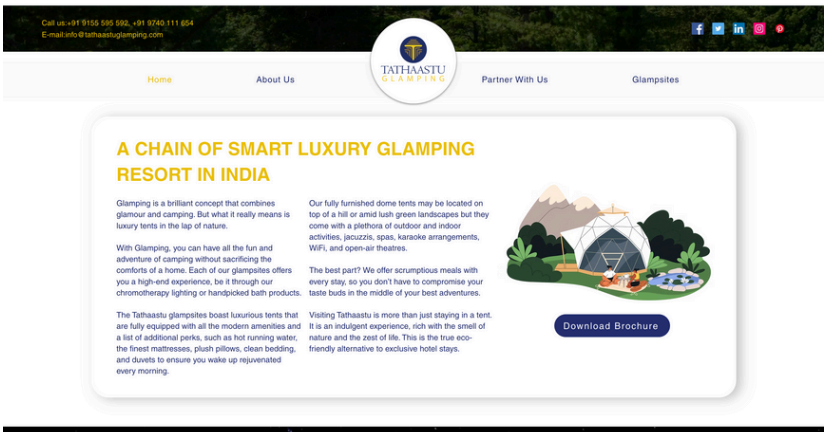 Call us:+91 9155 595 592, +91 9740 111 654
E-mail:info@tathaastuglamping.com
TATHAASTU
GLAMPING
Home
About Us
Partner With Us
Glampsites
A CHAIN OF SMART LUXURY GLAMPING
RESORT IN INDIA
Glamping is a brilliant concept that combines
glamour and camping. But what it really means is
luxury tents in the lap of nature.
With Glamping, you can have all the fun and
adventure of camping without sacrificing the
comforts of a home. Each of our glampsites offers
you a high-end experience, be it through our
chromotherapy lighting or handpicked bath products.
The Tathaastu glampsites boast luxurious tents that
are fully equipped with all the modern amenities and
a list of additional perks, such as hot running water,
the finest mattresses, plush pillows, clean bedding,
and duvets to ensure you wake up rejuvenated
every morning.
Our fully furnished dome tents may be located on
top of a hill or amid lush green landscapes but they
come with a plethora of outdoor and indoor
activities, jacuzzis, spas, karaoke arrangements,
WiFi, and open-air theatres.
The best part? We offer scrumptious meals with
every stay, so you don't have to compromise your
taste buds in the middle of your best adventures.
Visiting Tathaastu is more than just staying in a tent.
It is an indulgent experience, rich with the smell of
nature and the zest of life. This is the true eco-
friendly alternative to exclusive hotel stays.
Download Brochure